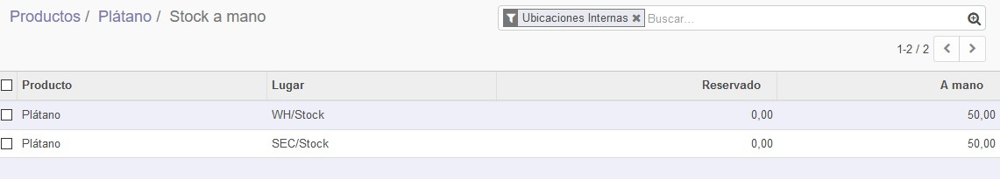 Productos / Plátano / Stock a mano
Ubicaciones Internas ✖ Buscar...
1-2 / 2
Producto Lugar Reservado A mano
Plátano WH/Stock 0,00 50,00
Plátano SEC/Stock 0,00 50,00